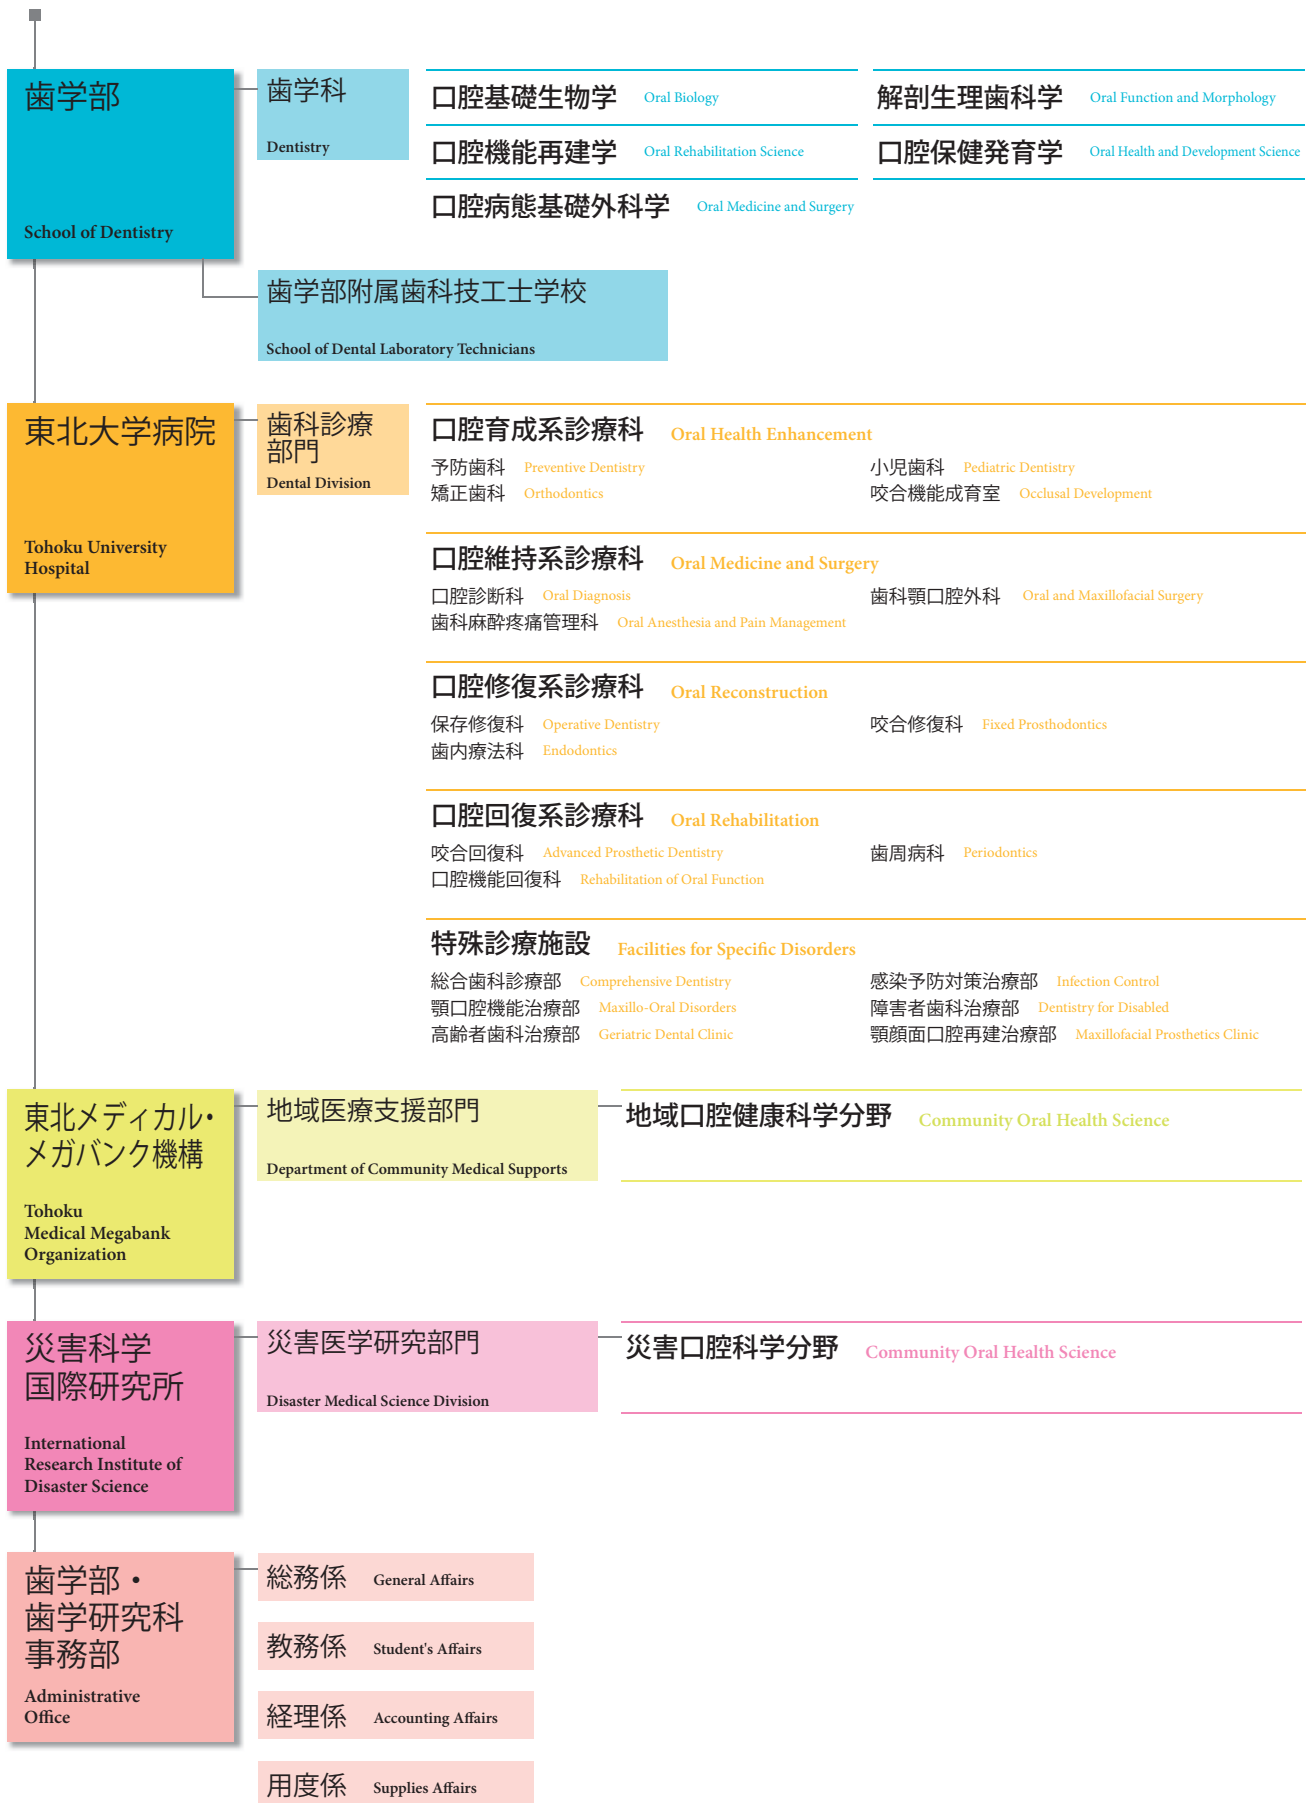 歯学部
School of Dentistry
歯学科
Dentistry
口腔基礎生物学 Oral Biology
解剖生理歯科学 Oral Function and Morphology
口腔機能再建学 Oral Rehabilitation Science
口腔保健発育学 Oral Health and Development Science
口腔病態基礎外科学 Oral Medicine and Surgery
歯学部附属歯科技工士学校
School of Dental Laboratory Technicians
東北大学病院
Tohoku University
Hospital
歯科診療
部門
Dental Division
口腔育成系診療科 Oral Health Enhancement
予防歯科 Preventive Dentistry
小児歯科 Pediatric Dentistry
矯正歯科 Orthodontics
咬合機能成育室 Occlusal Development
口腔維持系診療科 Oral Medicine and Surgery
口腔診断科 Oral Diagnosis
歯科顎口腔外科 Oral and Maxillofacial Surgery
歯科麻酔疼痛管理科 Oral Anesthesia and Pain Management
口腔修復系診療科 Oral Reconstruction
保存修復科 Operative Dentistry
咬合修復科 Fixed Prosthodontics
歯内療法科 Endodontics
口腔回復系診療科 Oral Rehabilitation
咬合回復科 Advanced Prosthetic Dentistry
歯周病科 Periodontics
口腔機能回復科 Rehabilitation of Oral Function
特殊診療施設 Facilities for Specific Disorders
総合歯科診療部 Comprehensive Dentistry
感染予防対策治療部 Infection Control
顎口腔機能治療部 Maxillo-Oral Disorders
障害者歯科治療部 Dentistry for Disabled
高齢者歯科治療部 Geriatric Dental Clinic
顎顔面口腔再建治療部 Maxillofacial Prosthetics Clinic
東北メディカル・
メガバンク機構
Tohoku
Medical Megabank
Organization
地域医療支援部門
Department of Community Medical Supports
地域口腔健康科学分野 Community Oral Health Science
災害科学
国際研究所
International
Research Institute of
Disaster Science
災害医学研究部門
Disaster Medical Science Division
災害口腔科学分野 Community Oral Health Science
歯学部・
歯学研究科
事務部
Administrative
Office
総務係 General Affairs
教務係 Student's Affairs
経理係 Accounting Affairs
用度係 Supplies Affairs